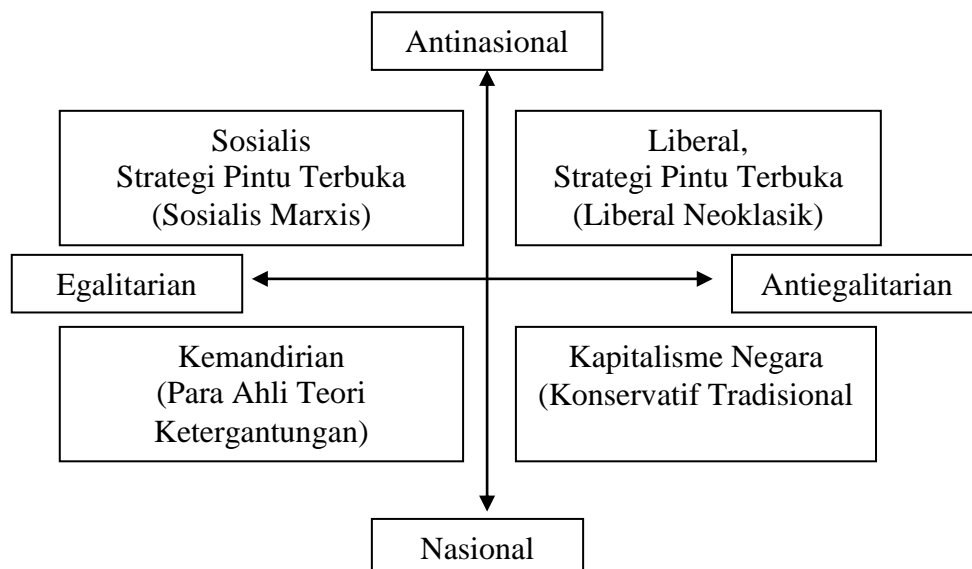 Antinasional
Sosialis
Strategi Pintu Terbuka
(Sosialis Marxis)
Liberal,
Strategi Pintu Terbuka
(Liberal Neoklasik)
Egalitarian
Antiegalitarian
Kemandirian
(Para Ahli Teori
Ketergantungan)
Kapitalisme Negara
(Konservatif Tradisional
Nasional